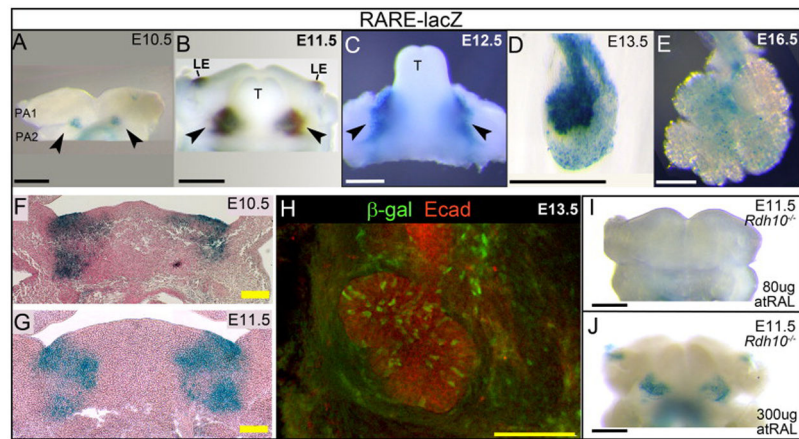 RARE-lacZ
A
E10.5
PA1
PA2
B
E11.5
LE
LE
T
C
E12.5
T
D
E13.5
E
E16.5
F
E10.5
G
E11.5
H
β-gal Ecad
E13.5
I
E11.5
Rdh10-/-
80ug
atRAL
J
E11.5
Rdh10-/-
300ug
atRAL